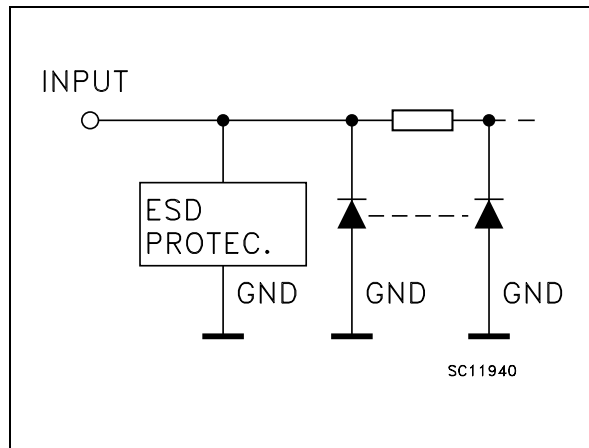 INPUT
ESD
PROTEC.
GND GND GND
SC11940